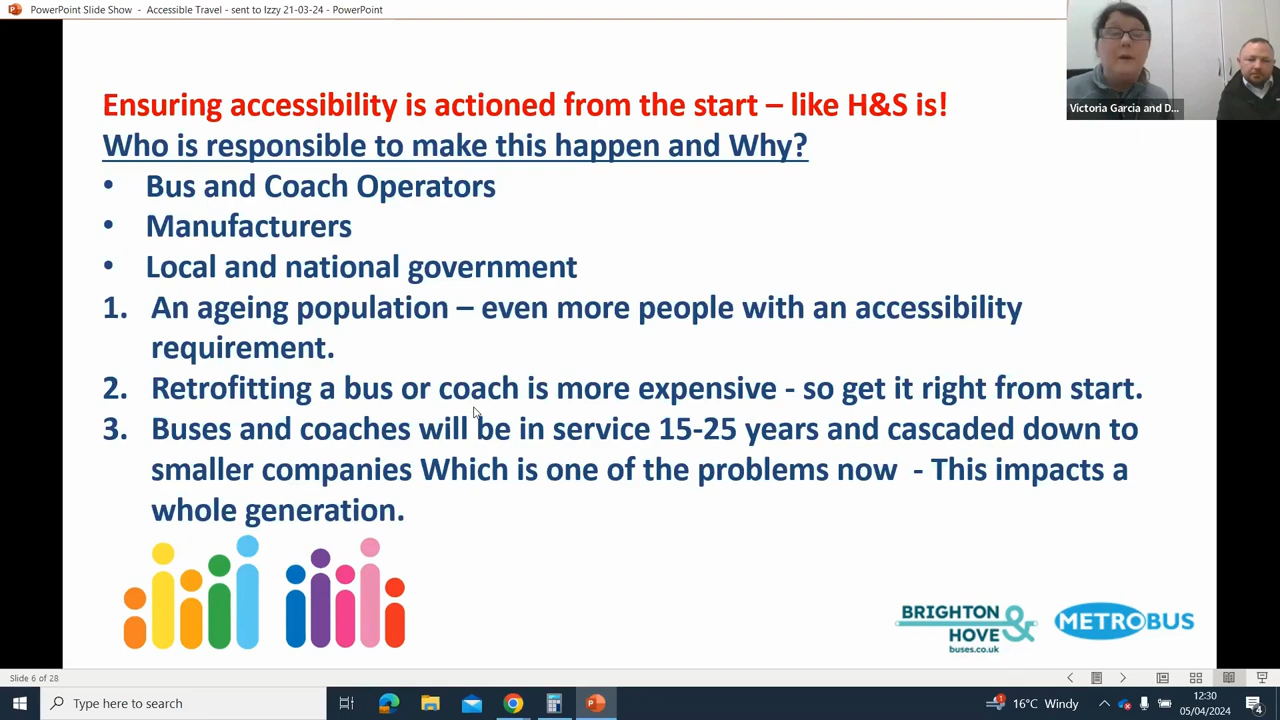 PowerPoint Slide Show - Accessible Travel - sent to Izzy 21-03-24 - PowerPoint
Victoria Garcia and D...
Ensuring accessibility is actioned from the start – like H&S is!
Who is responsible to make this happen and Why?
• Bus and Coach Operators
• Manufacturers
• Local and national government
1. An ageing population – even more people with an accessibility
requirement.
2. Retrofitting a bus or coach is more expensive - so get it right from start.
3. Buses and coaches will be in service 15-25 years and cascaded down to
smaller companies Which is one of the problems now - This impacts a
whole generation.
BRIGHTON
& HOVE
buses.co.uk
METROBUS
Slide 6 of 28
Type here to search
16°C Windy
12:30
05/04/2024
1
4